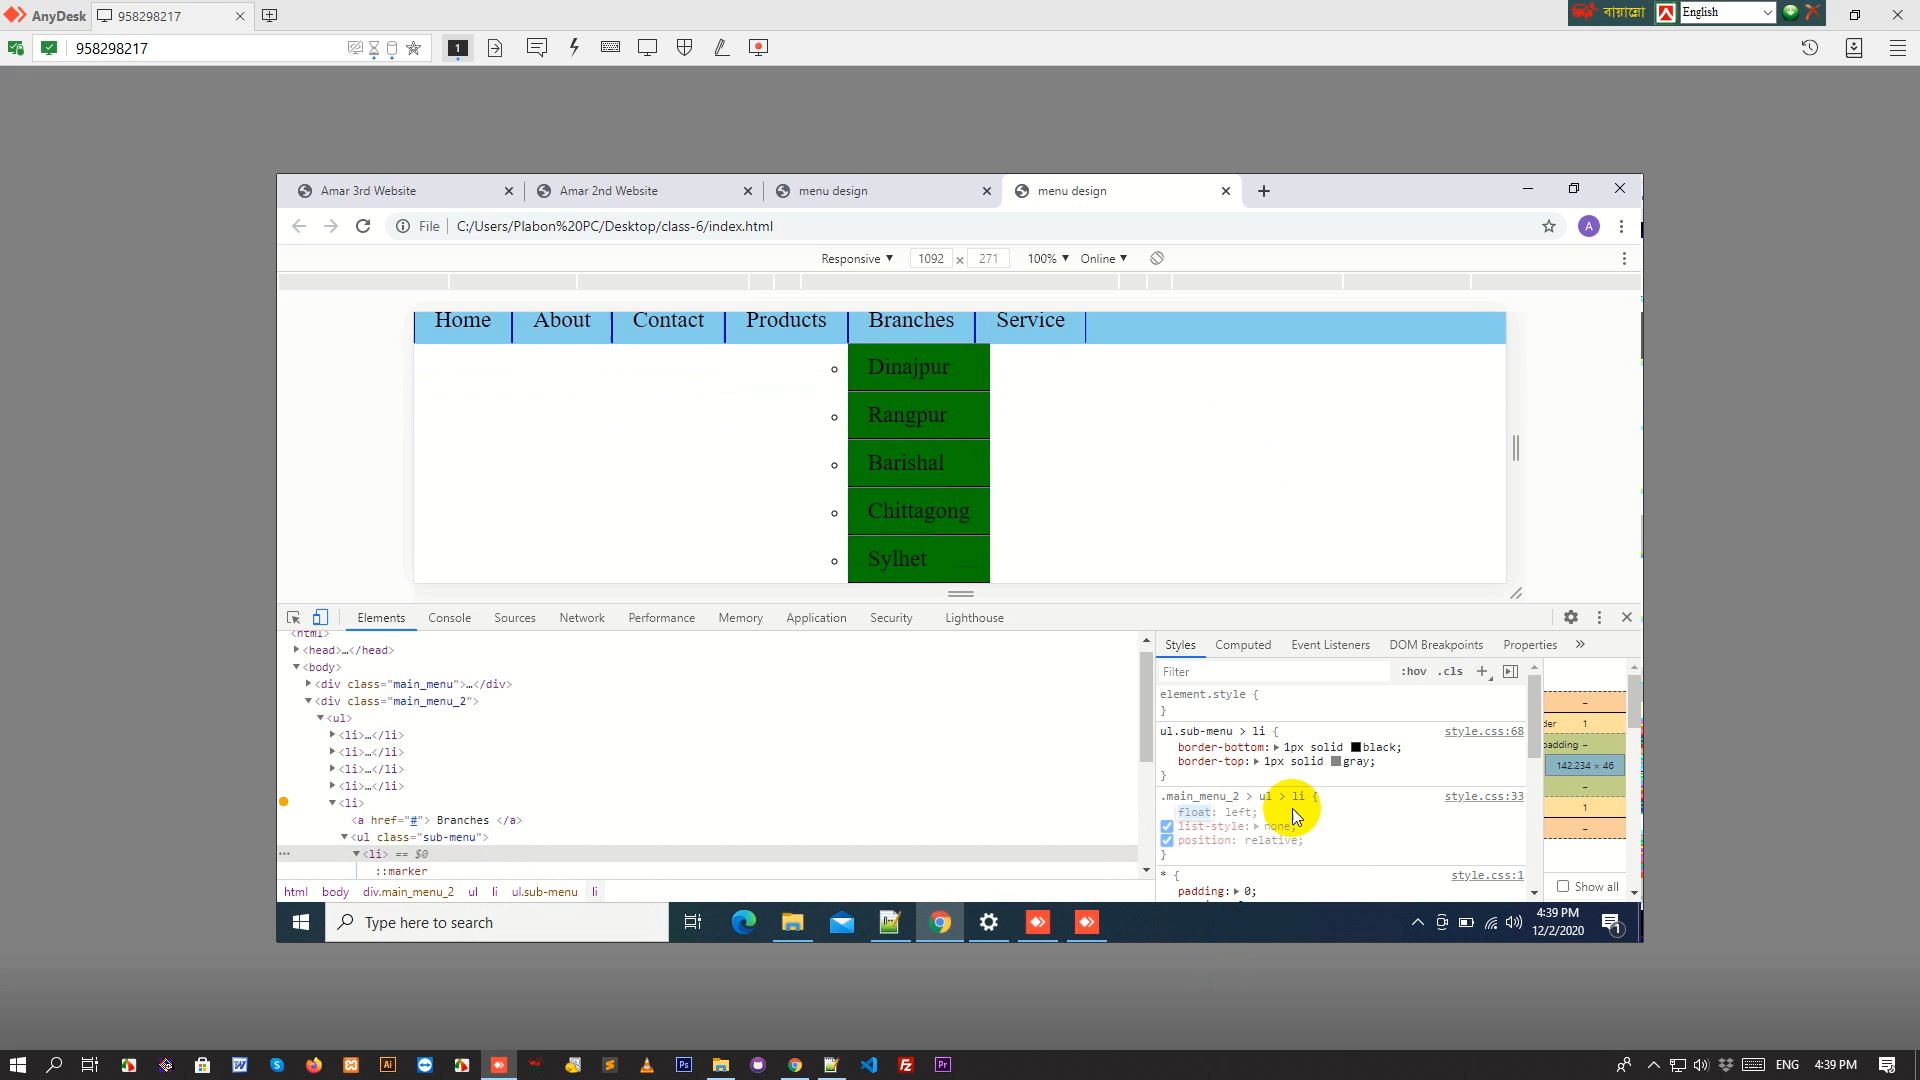 AnyDesk
958298217
বায়ান্নো
English
958298217
1
Amar 3rd Website
Amar 2nd Website
menu design
menu design
File
C:/Users/Plabon%20PC/Desktop/class-6/index.html
A
Responsive
1092 x 271
100%
Online
Home
About
Contact
Products
Branches
Service
Dinajpur
Rangpur
Barishal
Chittagong
Sylhet
Elements
Console
Sources
Network
Performance
Memory
Application
Security
Lighthouse
<html>
<head>…</head>
<body>
<div class="main_menu">…</div>
<div class="main_menu_2">
<ul>
<li>…</li>
<li>…</li>
<li>…</li>
<li>…</li>
<li>
<a href="#"> Branches </a>
<ul class="sub-menu">
<li> == $0
::marker
html body div.main_menu_2 ul li ul.sub-menu li
Styles
Computed
Event Listeners
DOM Breakpoints
Properties
Filter
:hov .cls
element.style {
}
ul.sub-menu > li {
style.css:68
border-bottom: 1px solid black;
border-top: 1px solid gray;
}
.main_menu_2 > ul > li {
style.css:33
float: left;
list-style: none;
position: relative;
}
* {
style.css:1
padding: 0;
der 1
padding –
142.234 × 46
1
Show all
Type here to search
4:39 PM
12/2/2020
1
ENG
4:39 PM